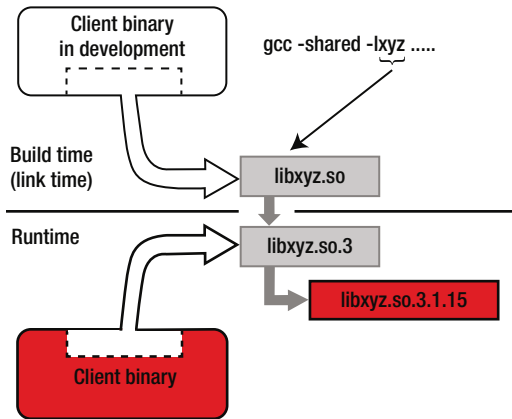 Client binary
in development
gcc -shared -lxyz .....
Build time
(link time)
libxyz.so
Runtime
libxyz.so.3
libxyz.so.3.1.15
Client binary